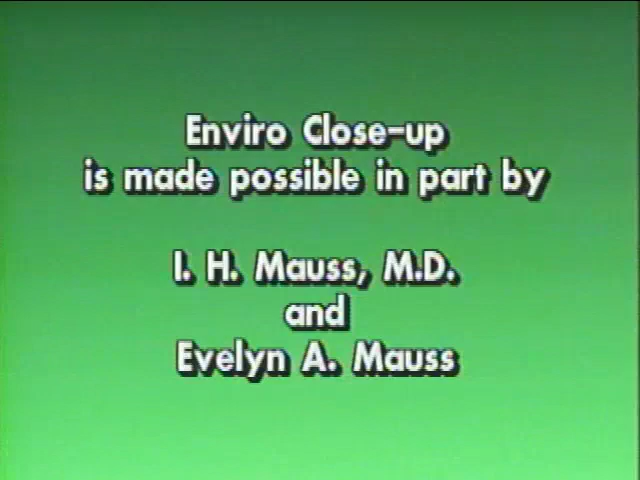 Enviro Close-up
is made possible in part by
I. H. Mauss, M.D.
and
Evelyn A. Mauss